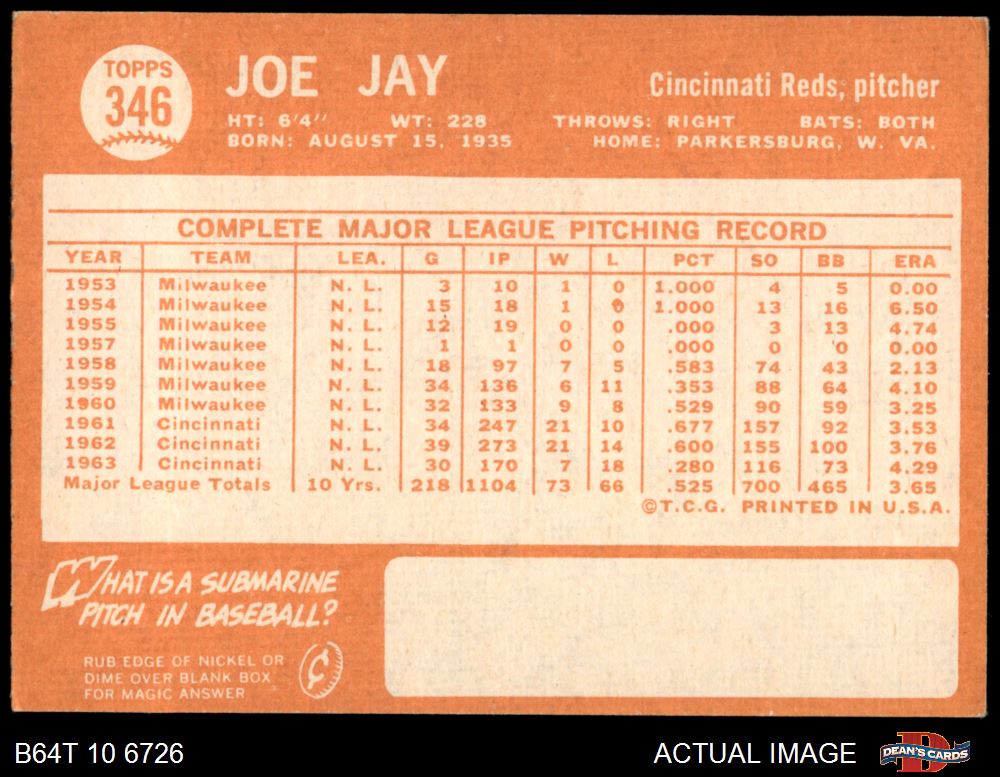 TOPPS
346
JOE JAY
Cincinnati Reds, pitcher
HT: 6'4" WT: 228 THROWS: RIGHT BATS: BOTH
BORN: AUGUST 15, 1935 HOME: PARKERSBURG, W. VA.
COMPLETE MAJOR LEAGUE PITCHING RECORD
YEAR TEAM LEA. G IP W L PCT SO BB ERA
1953 Milwaukee N. L. 3 10 1 0 1.000 4 5 0.00
1954 Milwaukee N. L. 15 18 1 0 1.000 13 16 6.50
1955 Milwaukee N. L. 12 19 0 0 .000 3 13 4.74
1957 Milwaukee N. L. 1 1 0 0 .000 0 0 0.00
1958 Milwaukee N. L. 18 97 7 5 .583 74 43 2.13
1959 Milwaukee N. L. 34 136 6 11 .353 88 64 4.10
1960 Milwaukee N. L. 32 133 9 8 .529 90 59 3.25
1961 Cincinnati N. L. 34 247 21 10 .677 157 92 3.53
1962 Cincinnati N. L. 39 273 21 14 .600 155 100 3.76
1963 Cincinnati N. L. 30 170 7 18 .280 116 73 4.29
Major League Totals 10 Yrs. 218 1104 73 66 .525 700 465 3.65
©T.C.G. PRINTED IN U.S.A.
WHAT IS A SUBMARINE
PITCH IN BASEBALL?
RUB EDGE OF NICKEL OR
DIME OVER BLANK BOX
FOR MAGIC ANSWER
¢
B64T 10 6726 ACTUAL IMAGE D DEAN'S CARDS